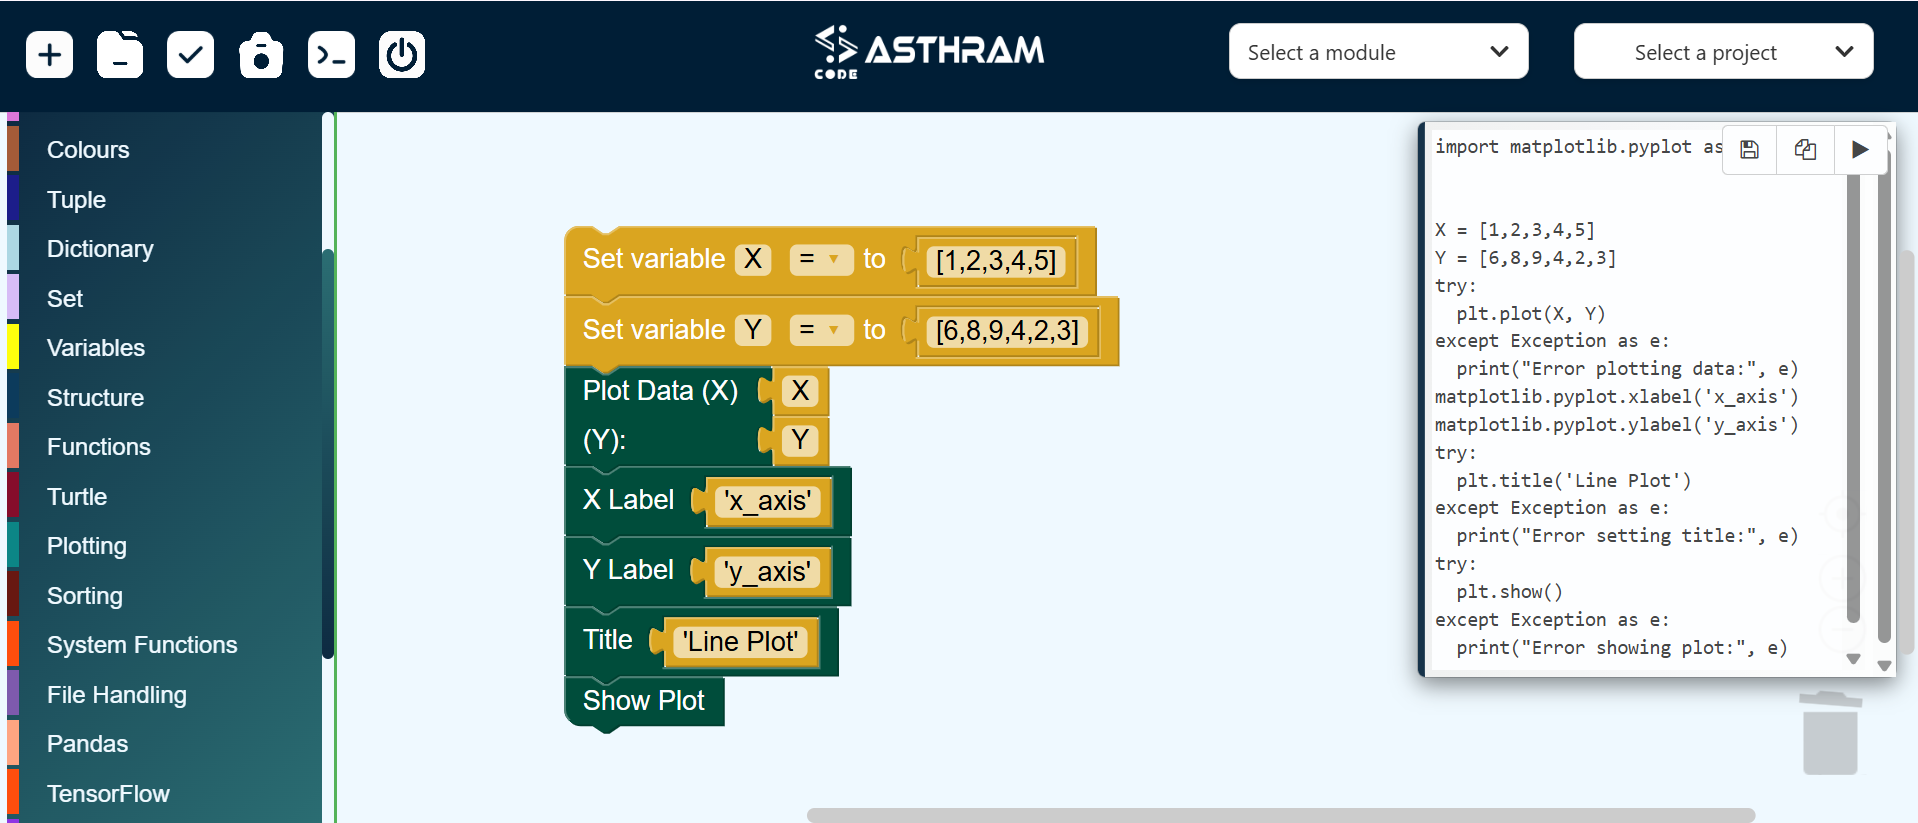 CODE ASTHRAM
Select a module
Select a project
Colours
Tuple
Dictionary
Set
Variables
Structure
Functions
Turtle
Plotting
Sorting
System Functions
File Handling
Pandas
TensorFlow
Set variable X = to [1,2,3,4,5]
Set variable Y = to [6,8,9,4,2,3]
Plot Data (X) X
(Y): Y
X Label 'x_axis'
Y Label 'y_axis'
Title 'Line Plot'
Show Plot
import matplotlib.pyplot as
X = [1,2,3,4,5]
Y = [6,8,9,4,2,3]
try:
  plt.plot(X, Y)
except Exception as e:
  print("Error plotting data:", e)
matplotlib.pyplot.xlabel('x_axis')
matplotlib.pyplot.ylabel('y_axis')
try:
  plt.title('Line Plot')
except Exception as e:
  print("Error setting title:", e)
try:
  plt.show()
except Exception as e:
  print("Error showing plot:", e)